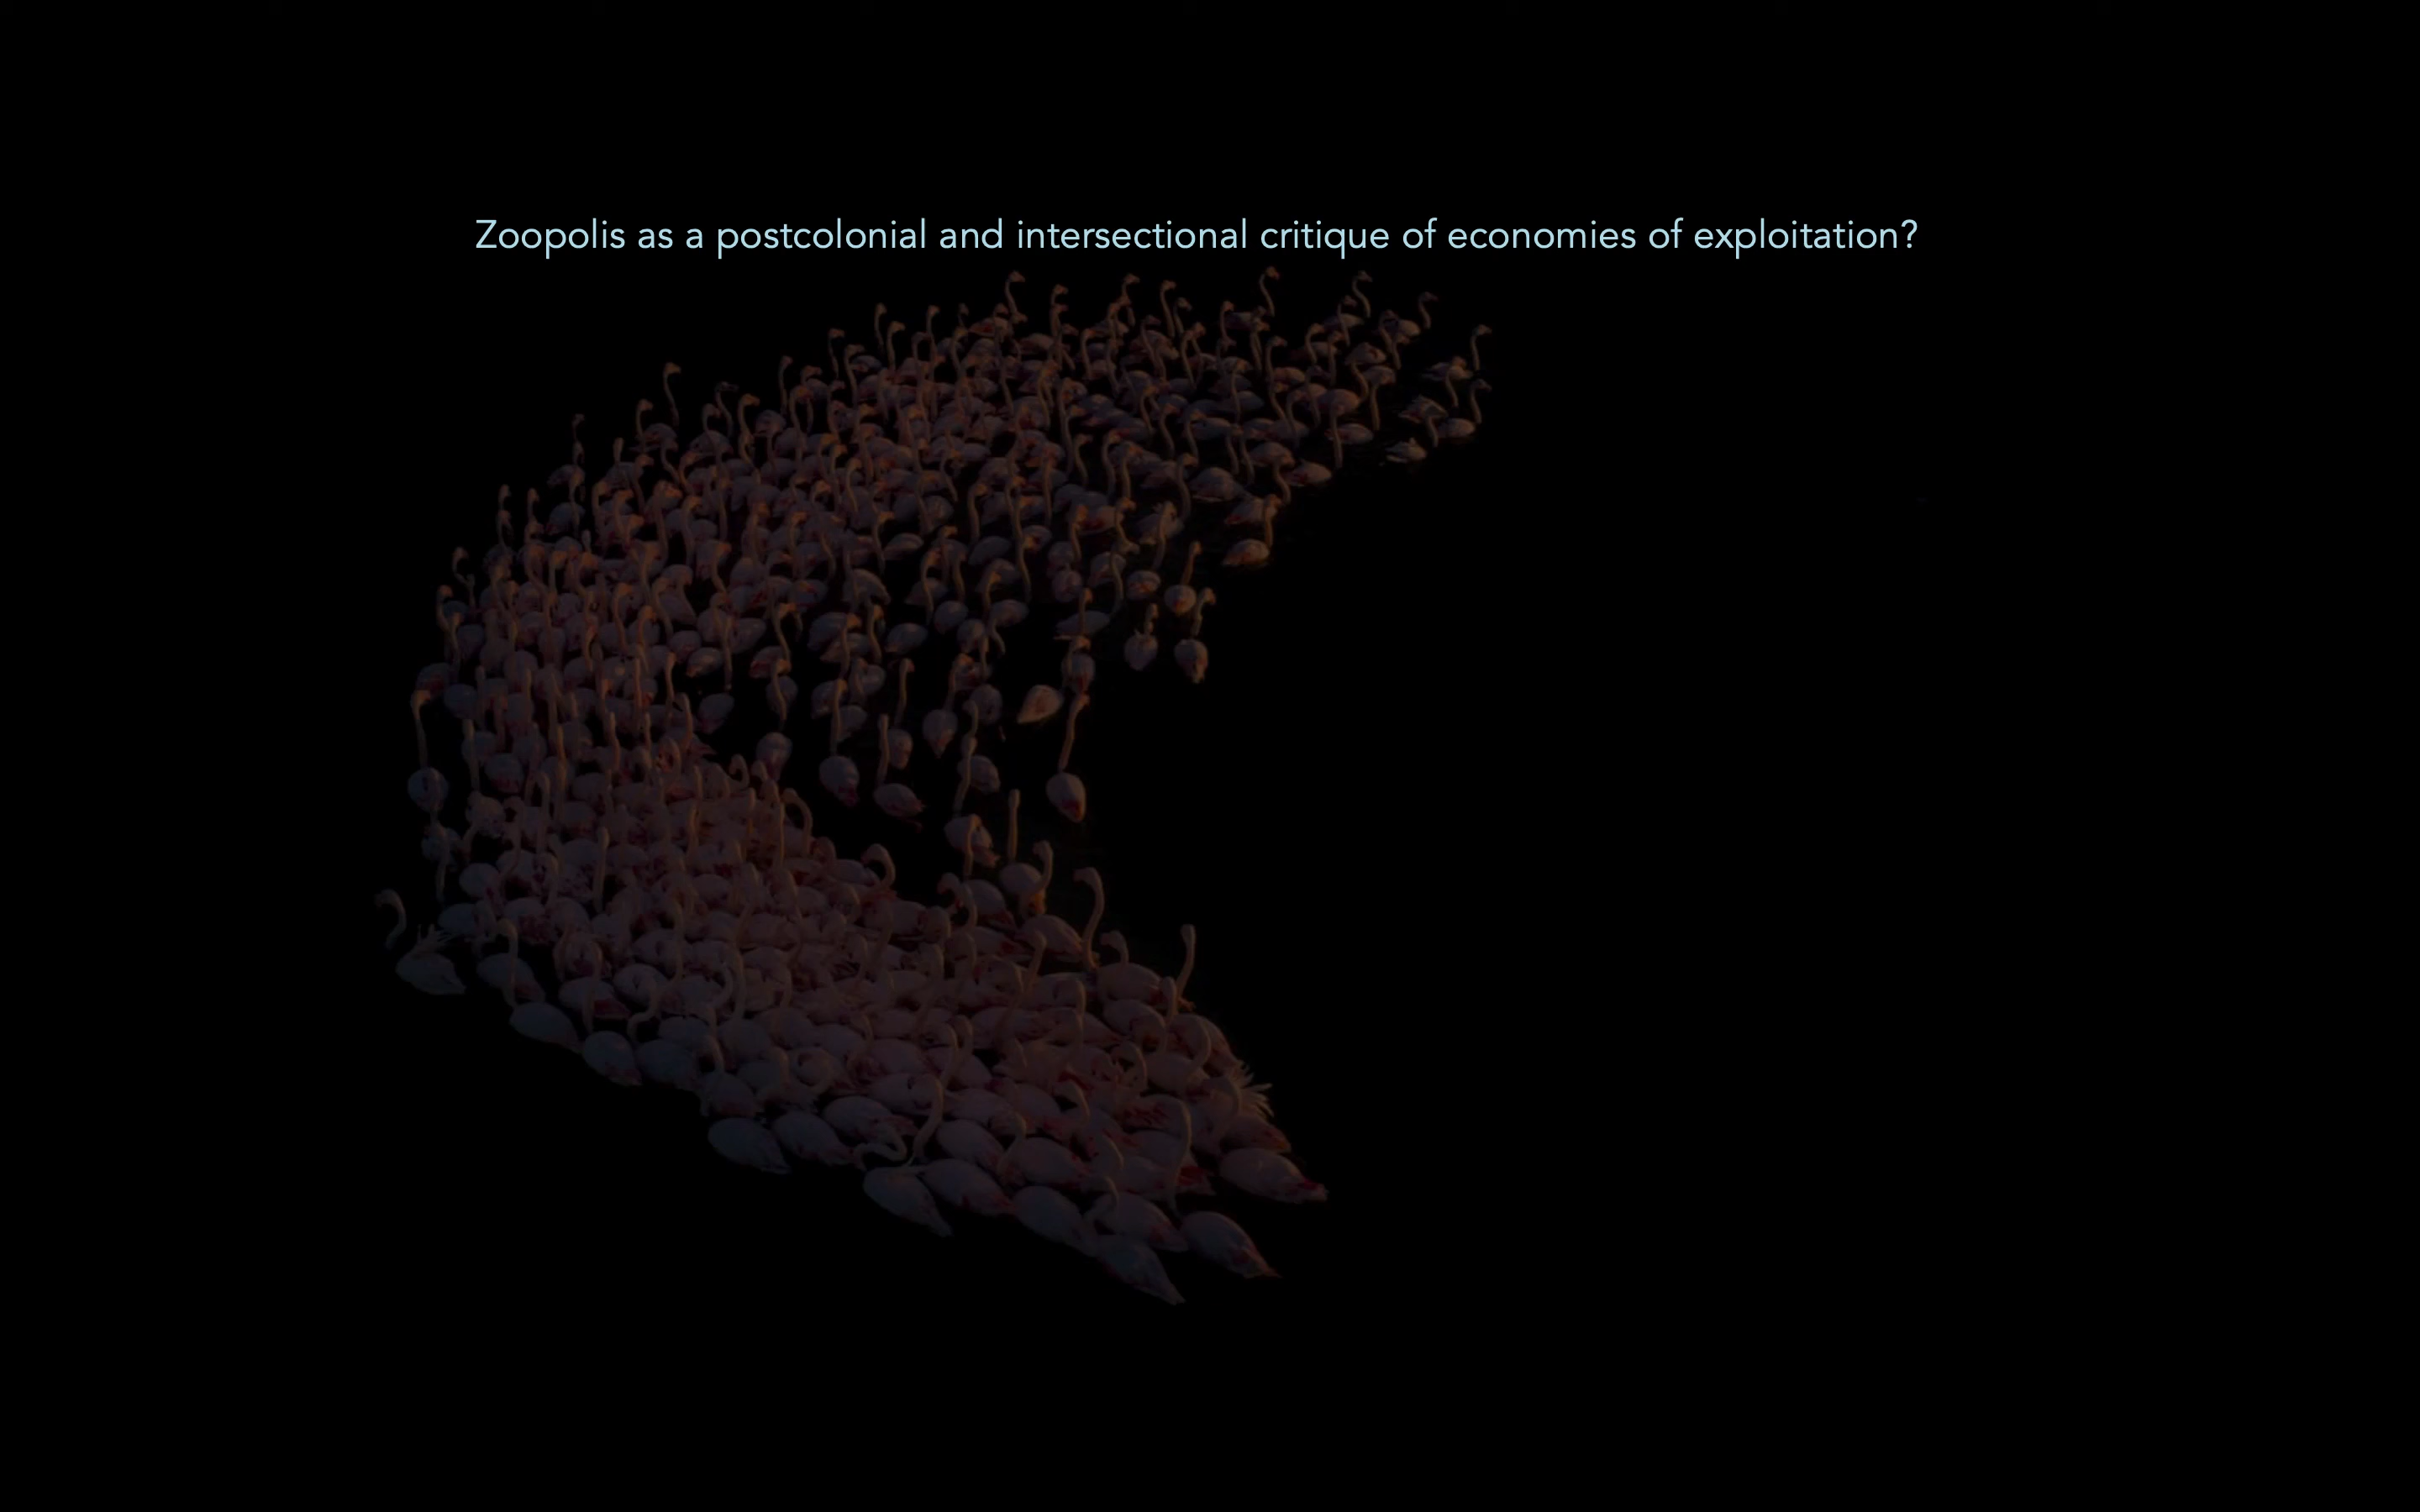 Zoopolis as a postcolonial and intersectional critique of economies of exploitation?